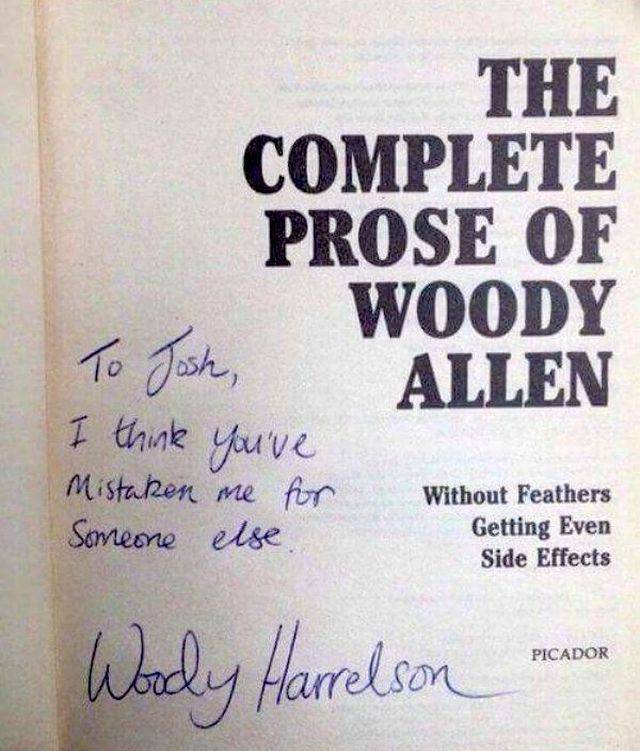 THE
COMPLETE
PROSE OF
WOODY
ALLEN
To Josh,
I think you've
Mistaken me for
Someone else.
Without Feathers
Getting Even
Side Effects
Woody Harrelson
PICADOR